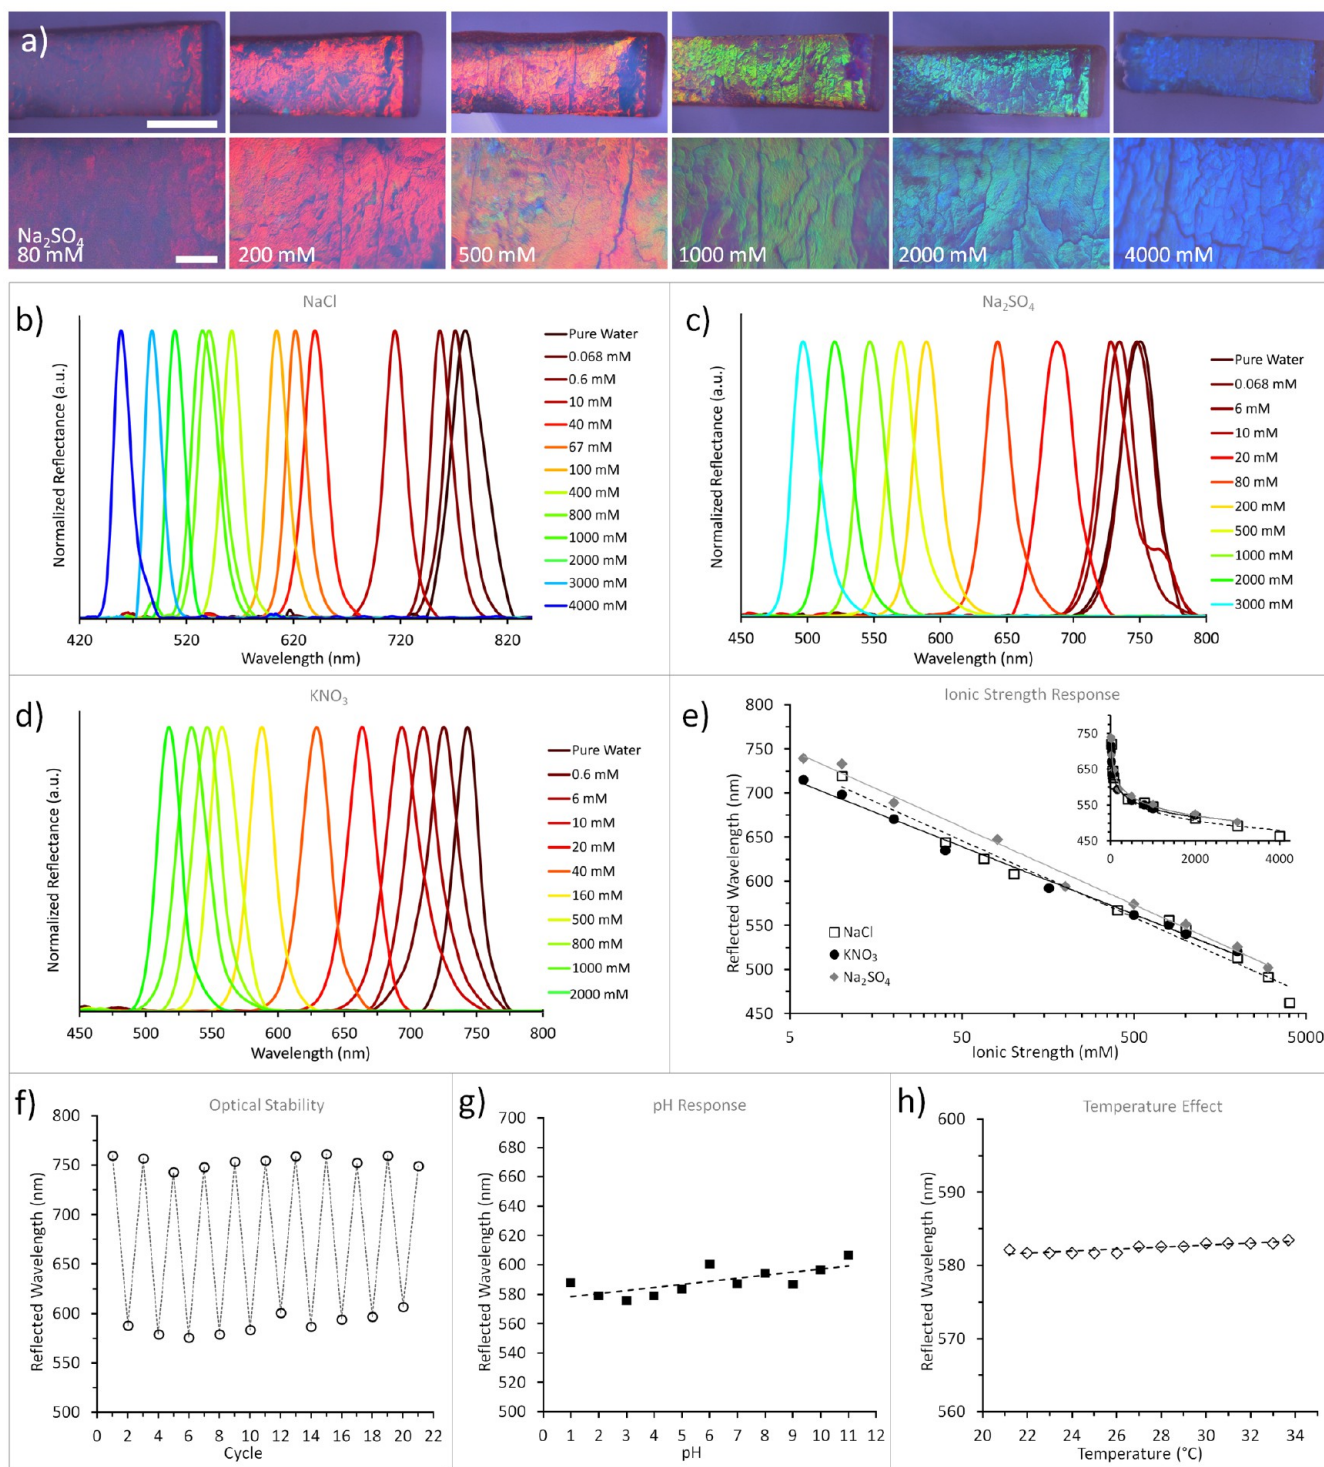 a)
Na₂SO₄
80 mM
200 mM
500 mM
1000 mM
2000 mM
4000 mM
b)
NaCl
Normalized Reflectance (a.u.)
Pure Water
0.068 mM
0.6 mM
10 mM
40 mM
67 mM
100 mM
400 mM
800 mM
1000 mM
2000 mM
3000 mM
4000 mM
420 520 620 720 820
Wavelength (nm)
c)
Na₂SO₄
Normalized Reflectance (a.u.)
Pure Water
0.068 mM
6 mM
10 mM
20 mM
80 mM
200 mM
500 mM
1000 mM
2000 mM
3000 mM
450 500 550 600 650 700 750 800
Wavelength (nm)
d)
KNO₃
Normalized Reflectance (a.u.)
Pure Water
0.6 mM
6 mM
10 mM
20 mM
40 mM
160 mM
500 mM
800 mM
1000 mM
2000 mM
450 500 550 600 650 700 750 800
Wavelength (nm)
e)
Ionic Strength Response
Reflected Wavelength (nm)
800
750
700
650
600
550
500
450
750
650
550
450
0 2000 4000
NaCl
KNO₃
Na₂SO₄
5 50 500 5000
Ionic Strength (mM)
f)
Optical Stability
Reflected Wavelength (nm)
800
750
700
650
600
550
500
0 2 4 6 8 10 12 14 16 18 20 22
Cycle
g)
pH Response
Reflected Wavelength (nm)
700
680
660
640
620
600
580
560
540
520
500
0 1 2 3 4 5 6 7 8 9 10 11 12
pH
h)
Temperature Effect
Reflected Wavelength (nm)
600
590
580
570
560
20 22 24 26 28 30 32 34
Temperature (°C)